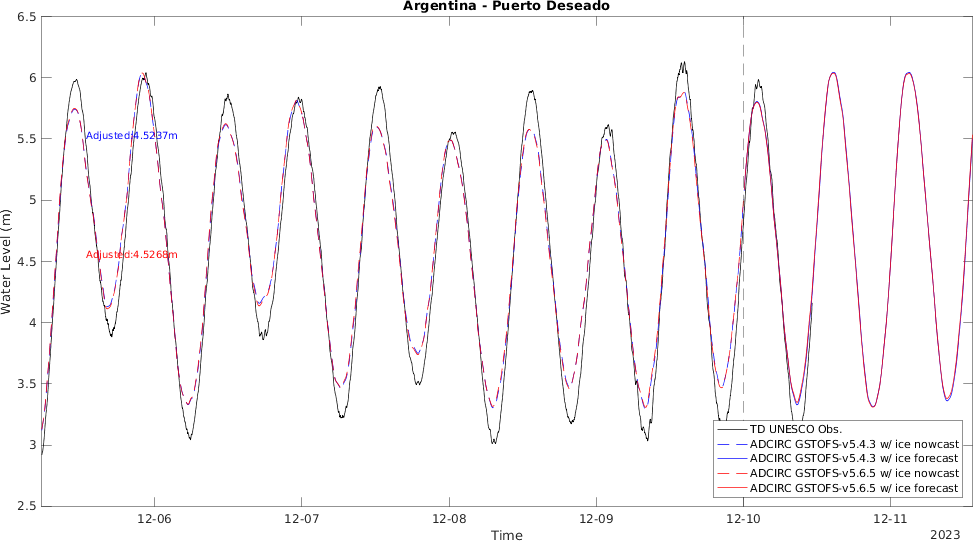 Argentina - Puerto Deseado
6.5
6
5.5
5
4.5
4
3.5
3
2.5
Water Level (m)
Adjusted:4.5237m
Adjusted:4.5268m
TD UNESCO Obs.
ADCIRC GSTOFS-v5.4.3 w/ ice nowcast
ADCIRC GSTOFS-v5.4.3 w/ ice forecast
ADCIRC GSTOFS-v5.6.5 w/ ice nowcast
ADCIRC GSTOFS-v5.6.5 w/ ice forecast
12-06 12-07 12-08 12-09 12-10 12-11
Time
2023